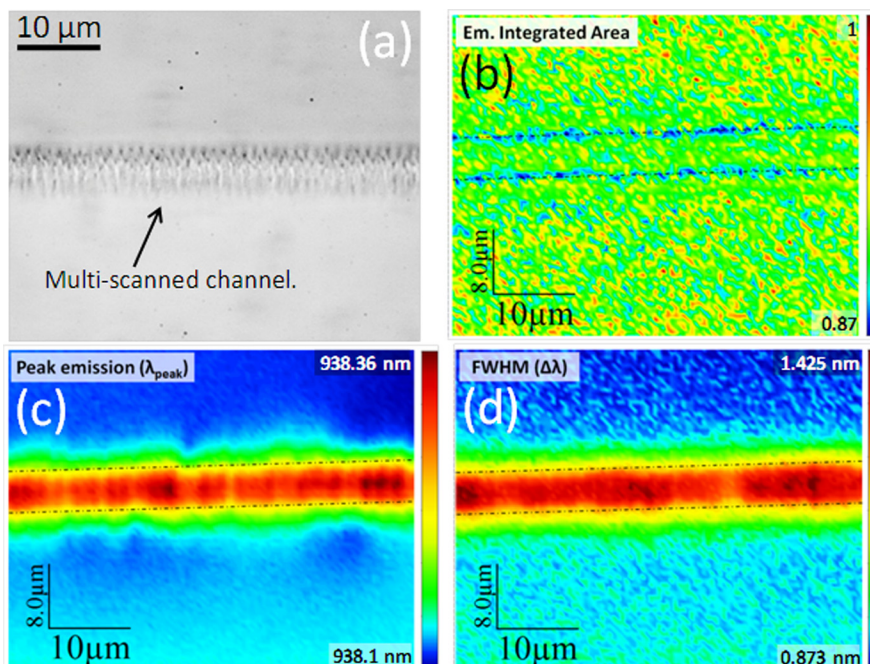 10 µm
(a)
Multi-scanned channel.
Em. Integrated Area
1
(b)
8.0µm
10µm
0.87
Peak emission (λpeak)
938.36 nm
(c)
8.0µm
10µm
938.1 nm
FWHM (Δλ)
1.425 nm
(d)
8.0µm
10µm
0.873 nm